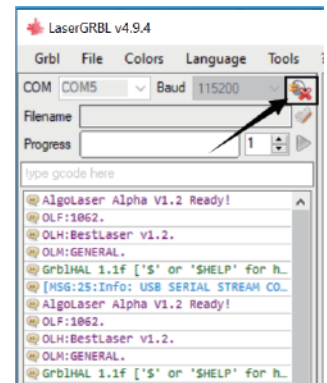 LaserGRBL v4.9.4
Grbl File Colors Language Tools
COM COM5 Baud 115200
Filename
Progress 1
type gcode here
AlgoLaser Alpha V1.2 Ready!
OLF:1062.
OLH:BestLaser v1.2.
OLM:GENERAL.
GrblHAL 1.1f ['$' or '$HELP' for h…
[MSG:25:Info: USB SERIAL STREAM CO…
AlgoLaser Alpha V1.2 Ready!
OLF:1062.
OLH:BestLaser v1.2.
OLM:GENERAL.
GrblHAL 1.1f ['$' or '$HELP' for h…